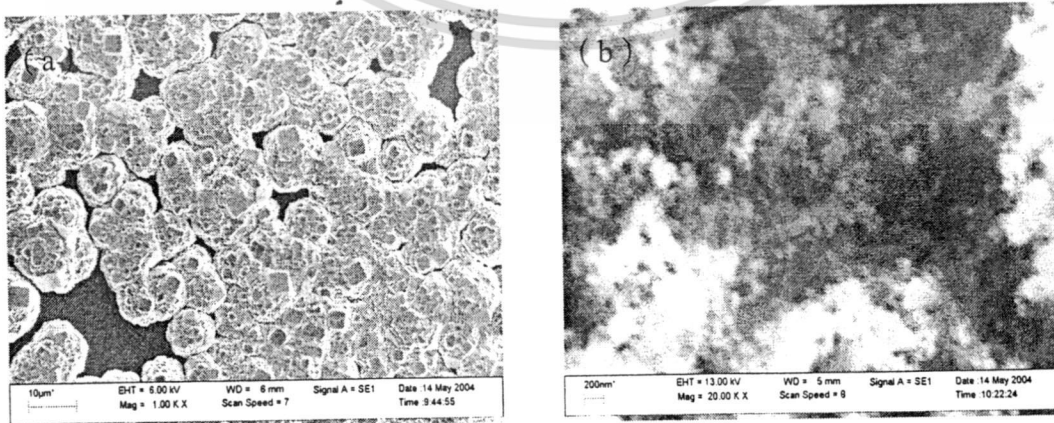 ( a )
10µm
EHT = 6.00 kV WD = 6 mm Signal A = SE1 Date :14 May 2004
Mag = 1.00 K X Scan Speed = 7 Time :9:44:55
( b )
200nm
EHT = 13.00 kV WD = 5 mm Signal A = SE1 Date :14 May 2004
Mag = 20.00 K X Scan Speed = 8 Time :10:22:24